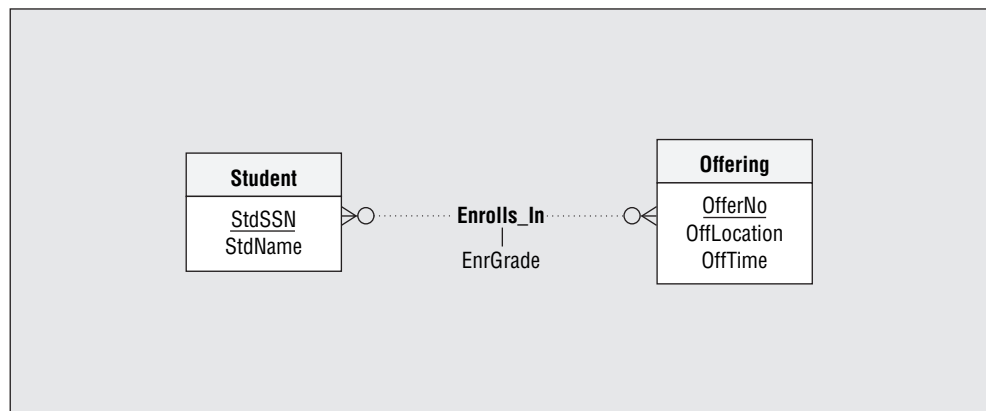 Student
StdSSN
StdName
Enrolls_In
EnrGrade
Offering
OfferNo
OffLocation
OffTime